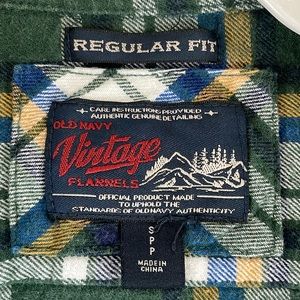 REGULAR FIT
CARE INSTRUCTIONS PROVIDED
AUTHENTIC GENUINE DETAILING
OLD NAVY
Vintage
FLANNELS
OFFICIAL PRODUCT MADE
TO UPHOLD THE
STANDARDS OF OLD NAVY AUTHENTICITY
S
P
P
MADE IN
CHINA